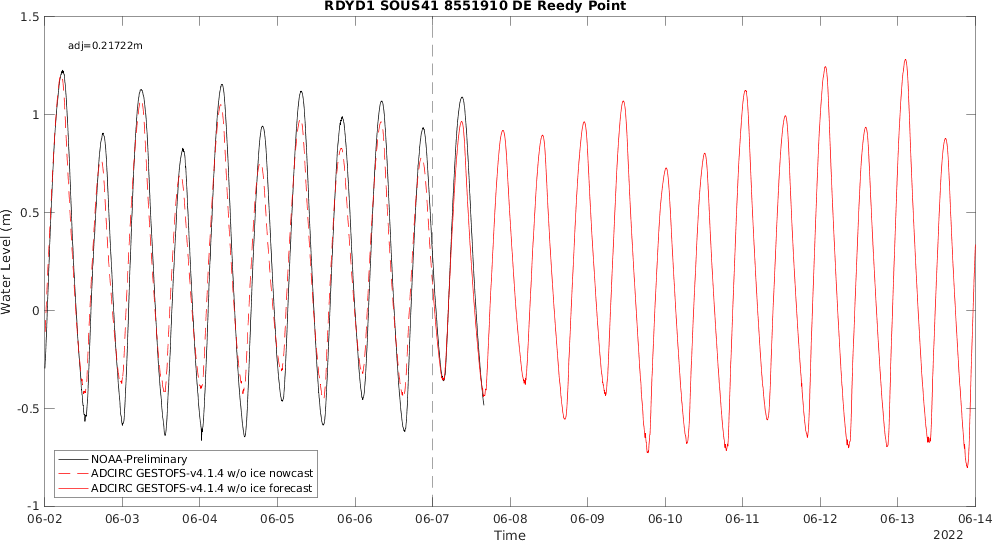 RDYD1 SOUS41 8551910 DE Reedy Point
adj=0.21722m
1.5
1
0.5
0
-0.5
-1
Water Level (m)
NOAA-Preliminary
ADCIRC GESTOFS-v4.1.4 w/o ice nowcast
ADCIRC GESTOFS-v4.1.4 w/o ice forecast
06-02 06-03 06-04 06-05 06-06 06-07 06-08 06-09 06-10 06-11 06-12 06-13 06-14
Time
2022